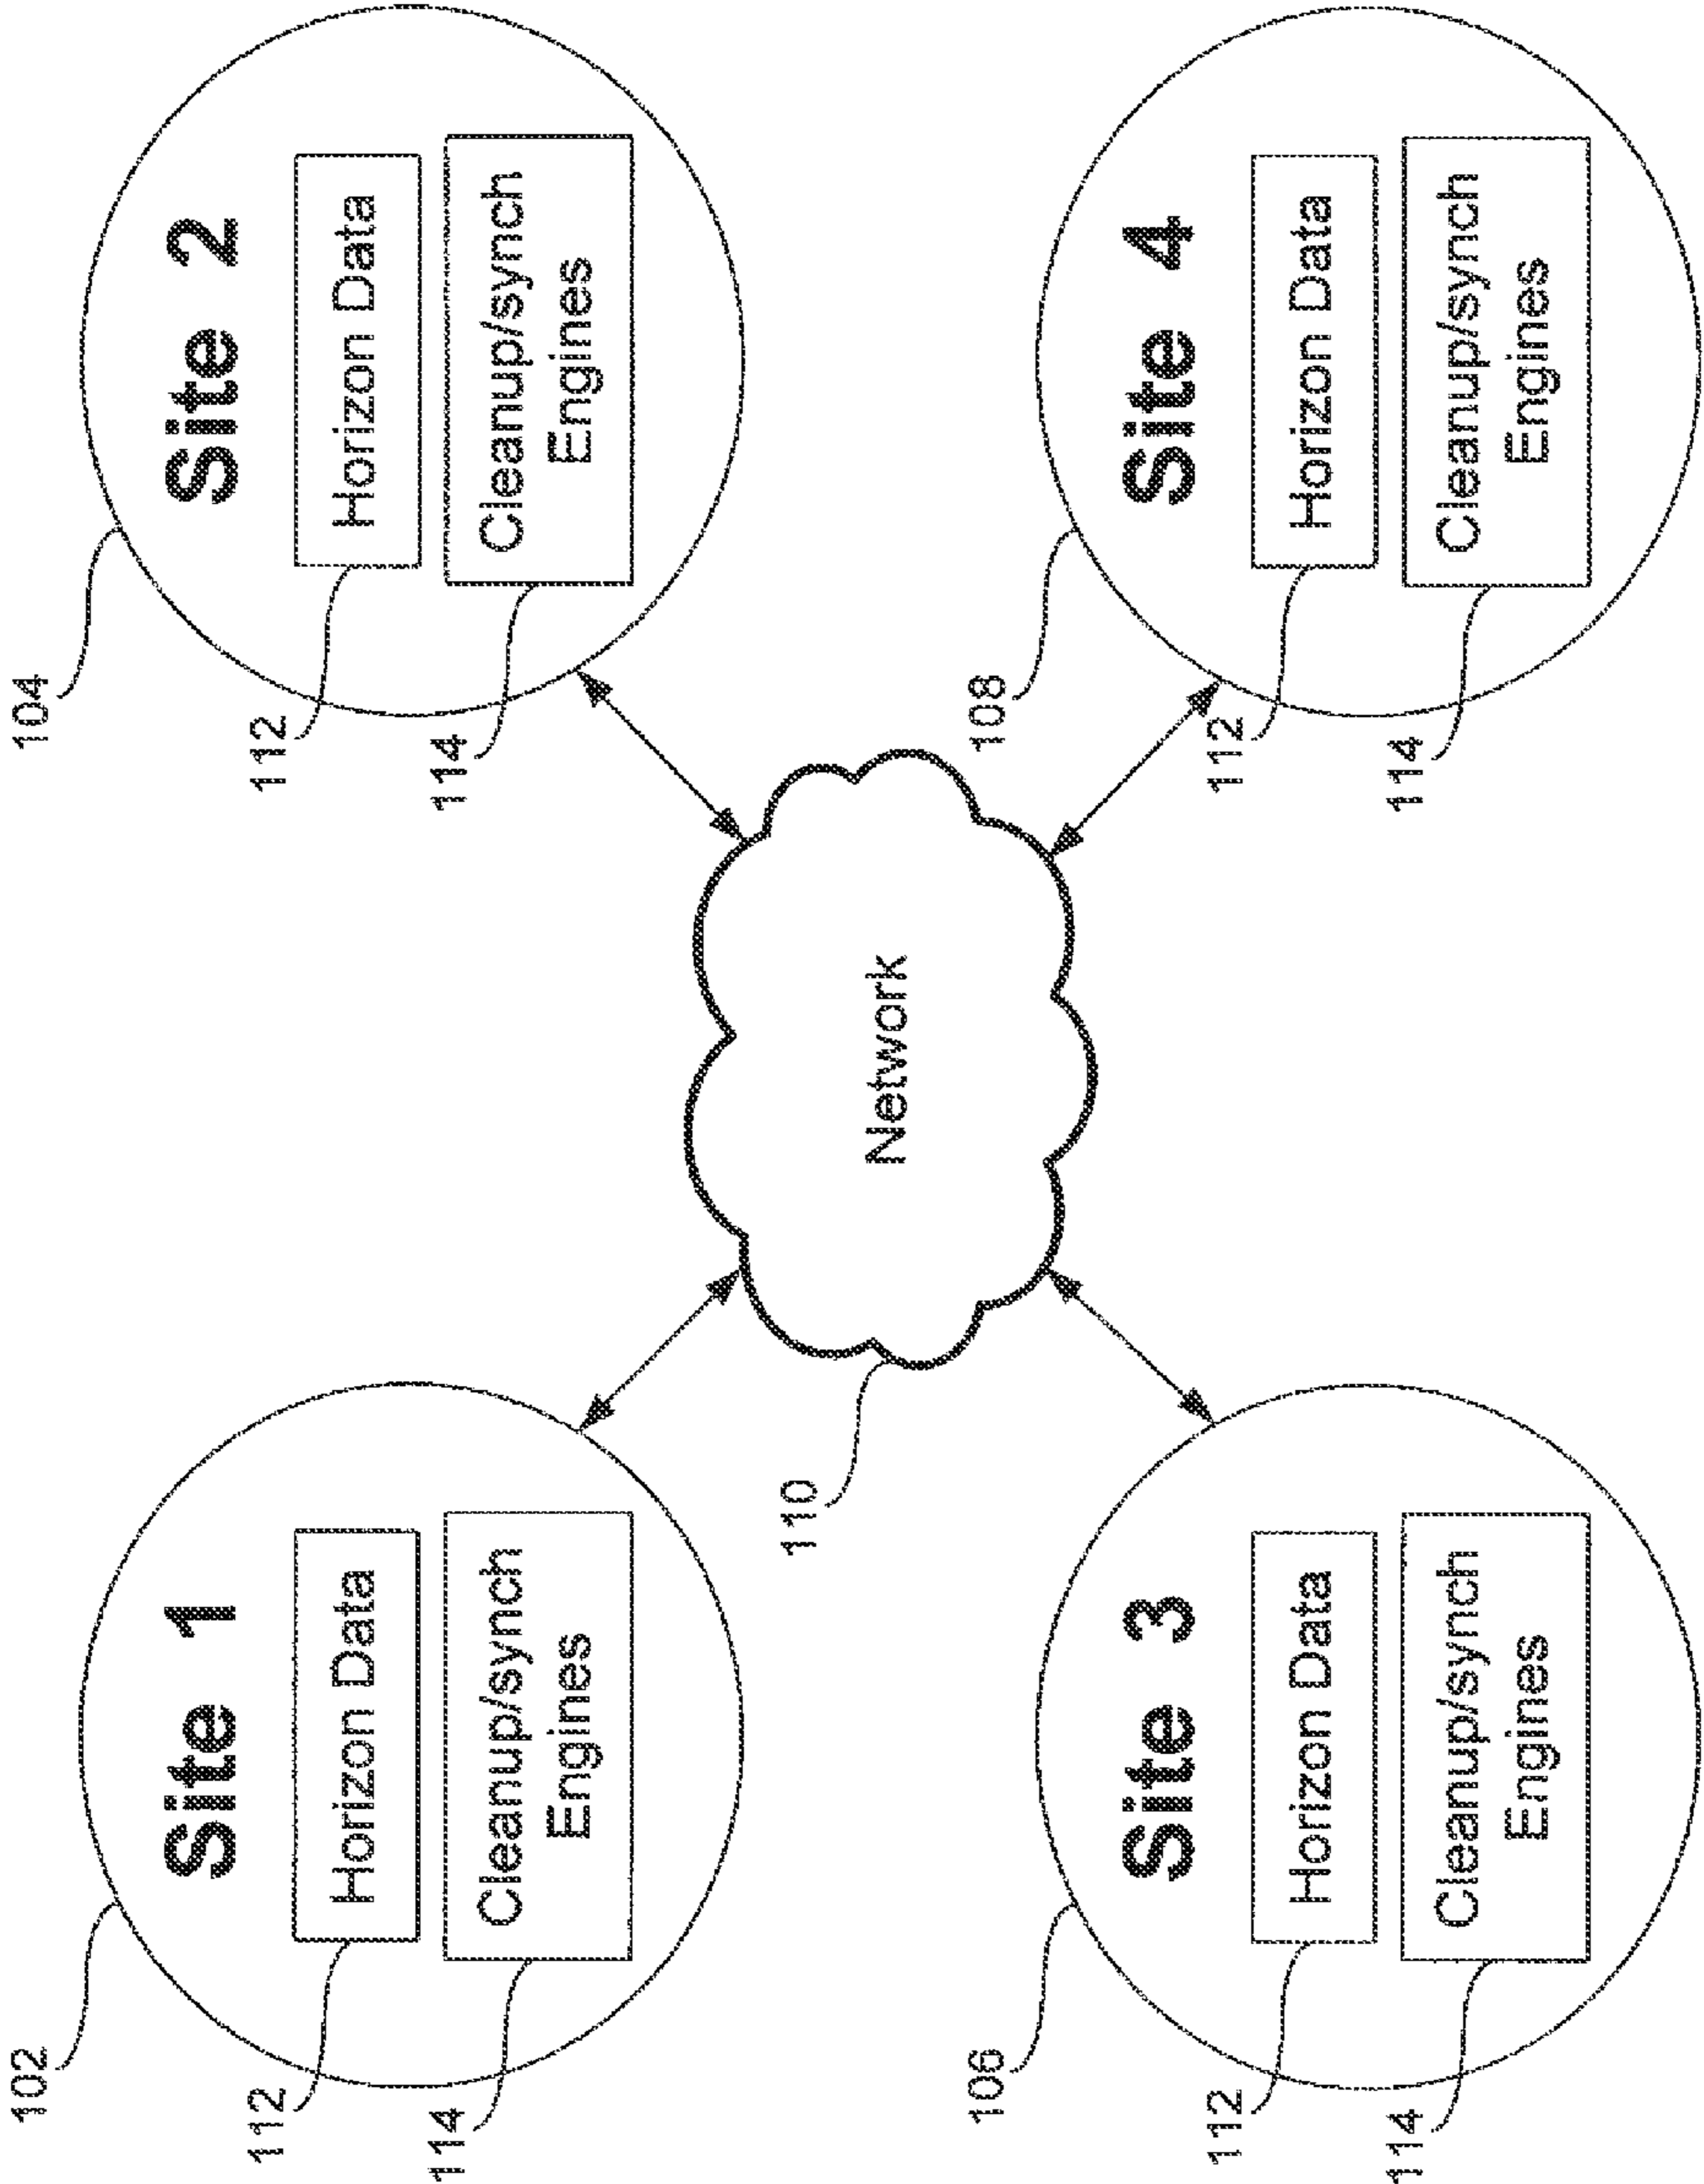 102
Site 1
112
Horizon Data
114
Cleanup/synch
Engines
104
Site 2
112
Horizon Data
114
Cleanup/synch
Engines
110
Network
106
Site 3
112
Horizon Data
114
Cleanup/synch
Engines
108
Site 4
112
Horizon Data
114
Cleanup/synch
Engines